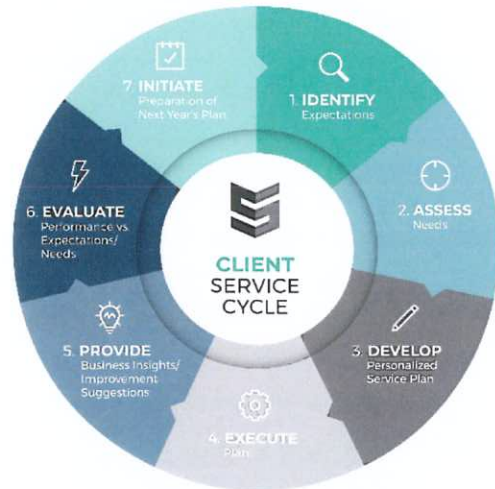 7. INITIATE
Preparation of
Next Year's Plan
1. IDENTIFY
Expectations
2. ASSESS
Needs
3. DEVELOP
Personalized
Service Plan
4. EXECUTE
Plan
5. PROVIDE
Business Insights/
Improvement
Suggestions
6. EVALUATE
Performance vs
Expectations/
Needs
CLIENT
SERVICE
CYCLE